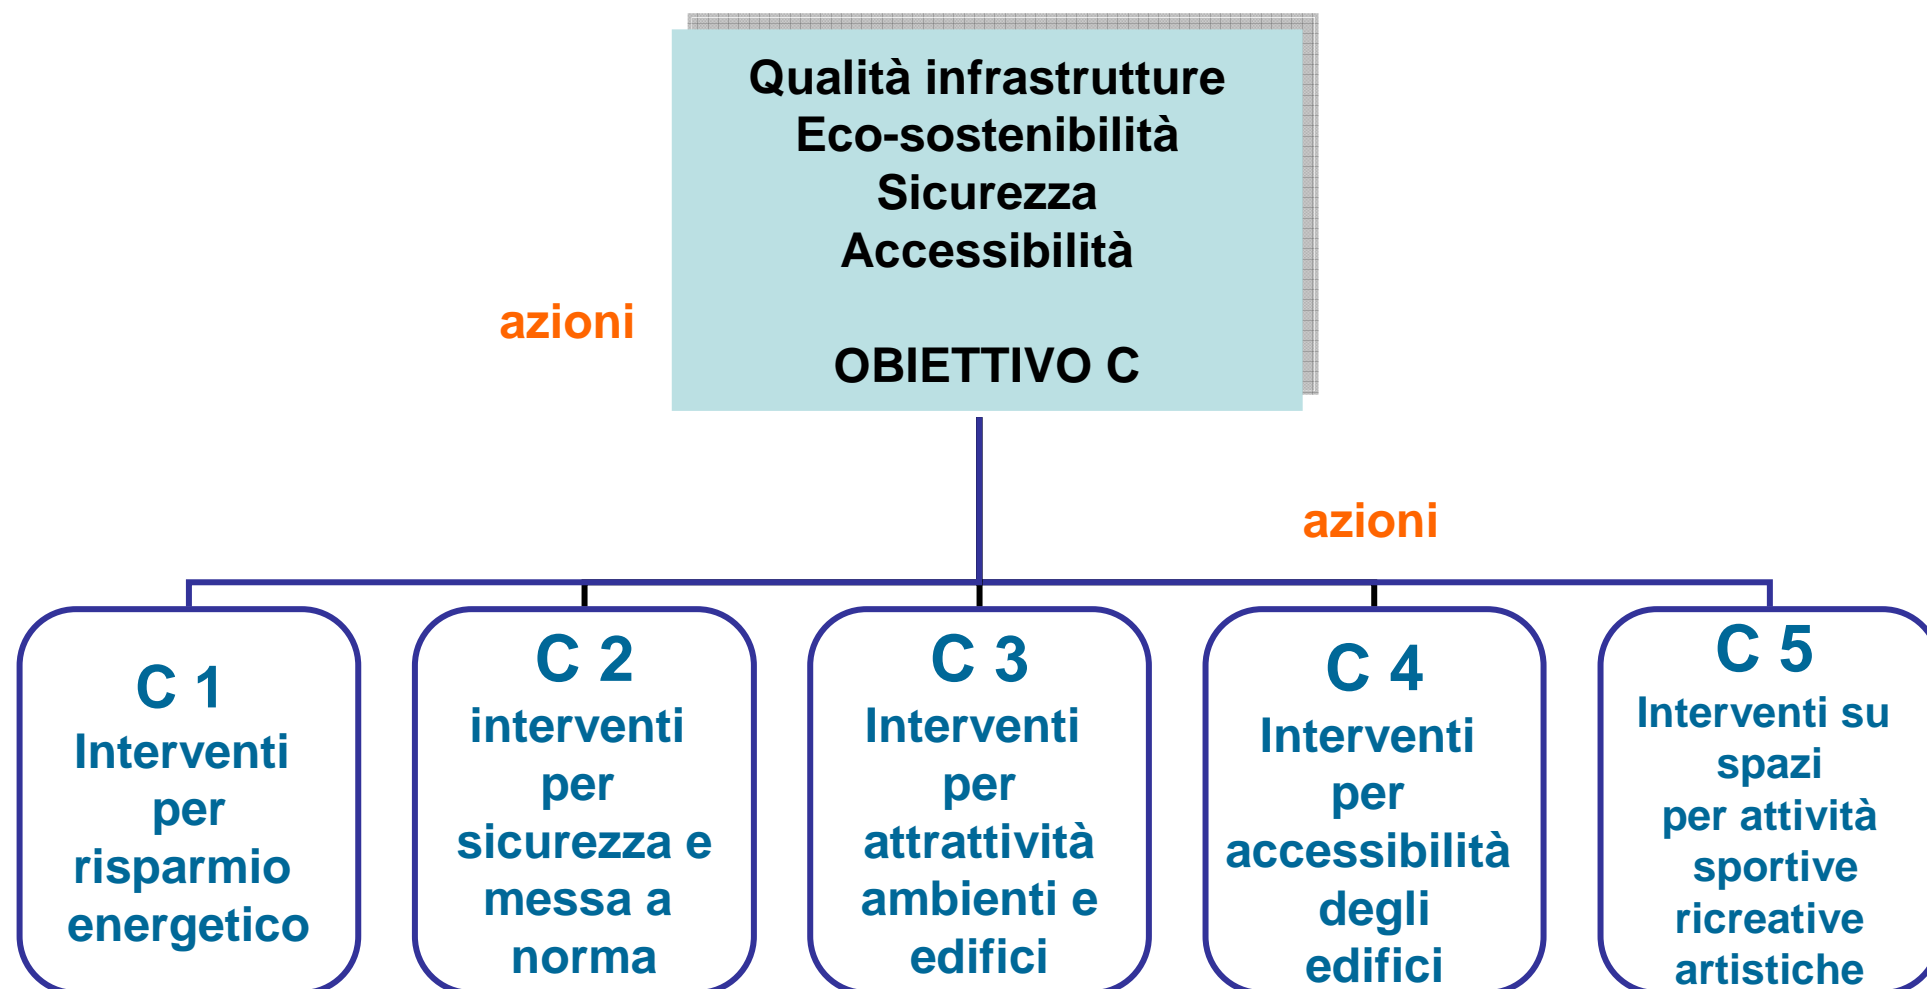 Qualità infrastrutture
Eco-sostenibilità
Sicurezza
Accessibilità
azioni
OBIETTIVO C
azioni
C 1
Interventi
per
risparmio
energetico
C 2
interventi
per
sicurezza e
messa a
norma
C 3
Interventi
per
attrattività
ambienti e
edifici
C 4
Interventi
per
accessibilità
degli
edifici
C 5
Interventi su
spazi
per attività
sportive
ricreative
artistiche